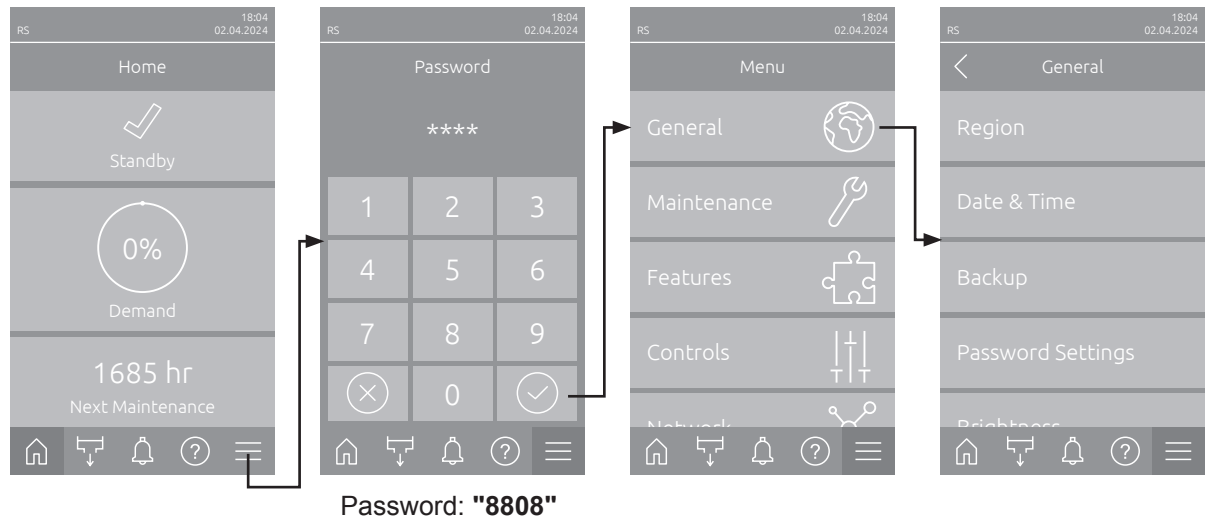 18:04
RS 02.04.2024
Home
Standby
0%
Demand
1685 hr
Next Maintenance
?
18:04
RS 02.04.2024
Password
****
1 2 3
4 5 6
7 8 9
0
?
Password: "8808"
18:04
RS 02.04.2024
Menu
General
Maintenance
Features
Controls
Network
?
18:04
RS 02.04.2024
General
Region
Date & Time
Backup
Password Settings
Brightness
?